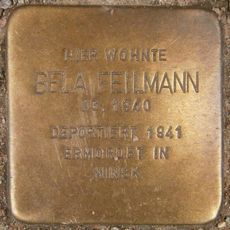 HIER WOHNTE
BELA FEILMANN
JG. 1940
DEPORTIERT 1941
ERMORDET IN
MINSK